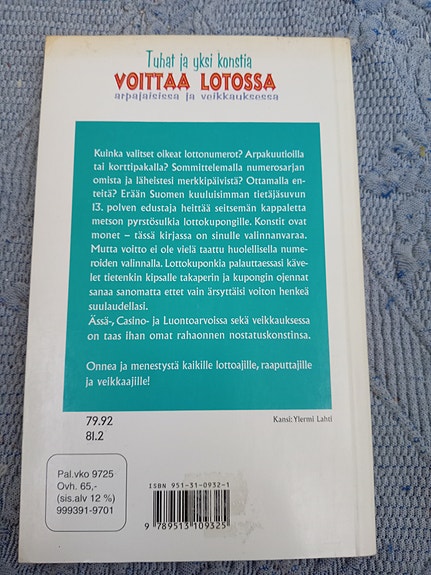 Tuhat ja yksi konstia
VOITTAA LOTOSSA
arpajaisissa ja veikkauksessa
Kuinka valitset oikeat lottonumerot? Arpakuutioilla
tai korttipakalla? Sommittelemalla numerosarjan
omista ja läheistesi merkkipäivistä? Ottamalla en-
teitä? Erään Suomen kuuluisimman tietäjäsuvun
13. polven edustaja heittää seitsemän kappaletta
metson pyrstösulkia lottokupongille. Konstit ovat
monet – tässä kirjassa on sinulle valinnanvaraa.
Mutta voitto ei ole vielä taattu huolellisella nume-
roiden valinnalla. Lottokuponkia palauttaessasi käve-
let tietenkin kipsalle takaperin ja kupongin ojennat
sanaa sanomatta ettet vain ärsyttäisi voiton henkeä
suulaudellasi.
Ässä-, Casino- ja Luontoarvoissa sekä veikkauksessa
on taas ihan omat rahaonnen nostatuskonstinsa.
Onnea ja menestystä kaikille lottoajille, raaputtajille
ja veikkaajille!
79.92
81.2
Kansi: Ylermi Lahti
Pal.vko 9725
Ovh. 65,-
(sis.alv 12 %)
999391-9701
ISBN 951-31-0932-1
9 789513 109325